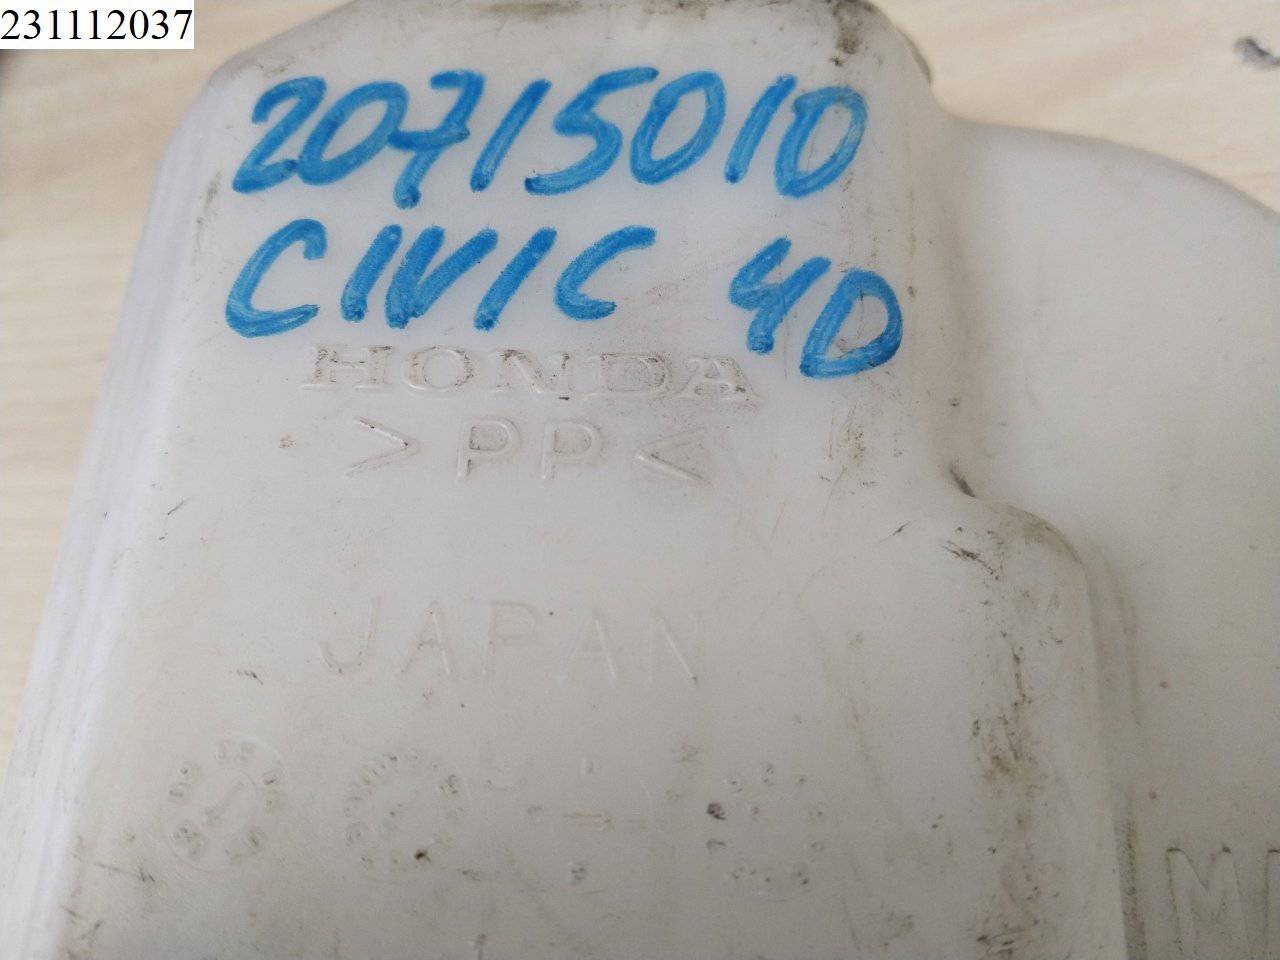 231112037
20715010
CIVIC 4D
HONDA
>PP<
JAPAN